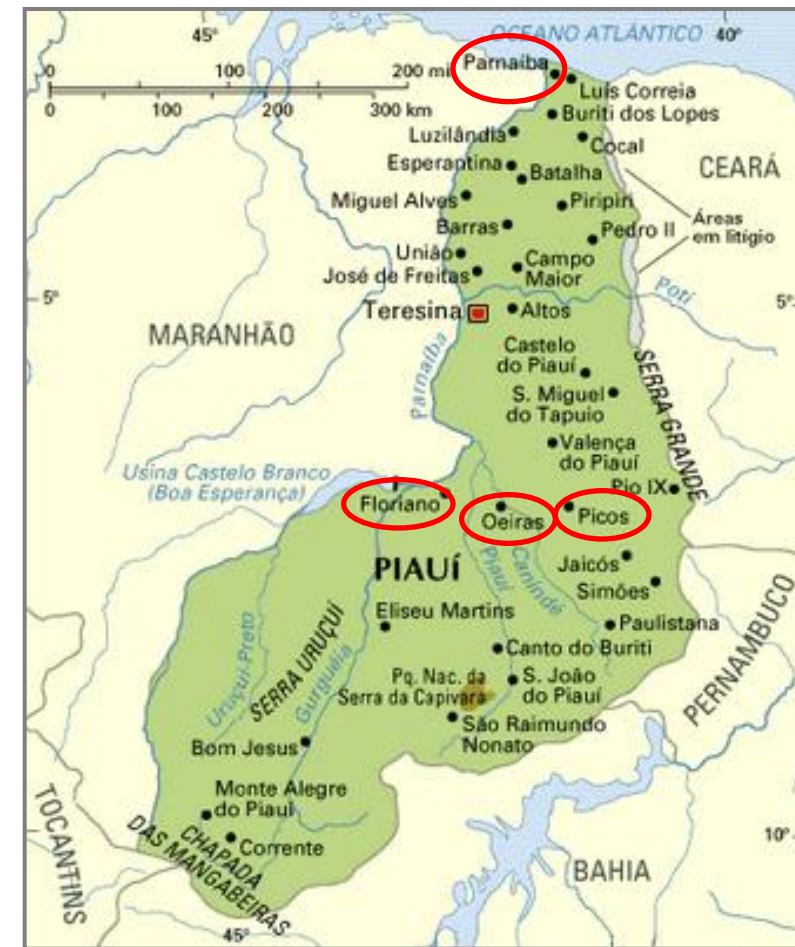 45°
OCEANO ATLÂNTICO
40°
Parnaíba
0 100 200 mi
0 100 200 300 km
Luís Correia
Buriti dos Lopes
Luzilândia
Cocal
Esperantina
Batalha
CEARÁ
Miguel Alves
Piripiri
Áreas
em litígio
Barras
Pedro II
União
Campo
Maior
José de Freitas
5°
Poti
5°
Teresina
Altos
MARANHÃO
Castelo
do Piauí
SERRA GRANDE
Parnaíba
S. Miguel
do Tapuio
Valença
do Piauí
Usina Castelo Branco
(Boa Esperança)
Pio IX
Floriano
Oeiras
Picos
PIAUÍ
Piauí
Canindé
Jaicós
Simões
Eliseu Martins
Paulistana
PERNAMBUCO
Uruçuí-Preto
SERRA URUÇUÍ
Gurguéia
Canto do Buriti
Pq. Nac. da
Serra da Capivara
S. João
do Piauí
São Raimundo
Nonato
Bom Jesus
Monte Alegre
do Piauí
TOCANTINS
CHAPADA
DAS MANGABEIRAS
Corrente
10°
BAHIA
45°